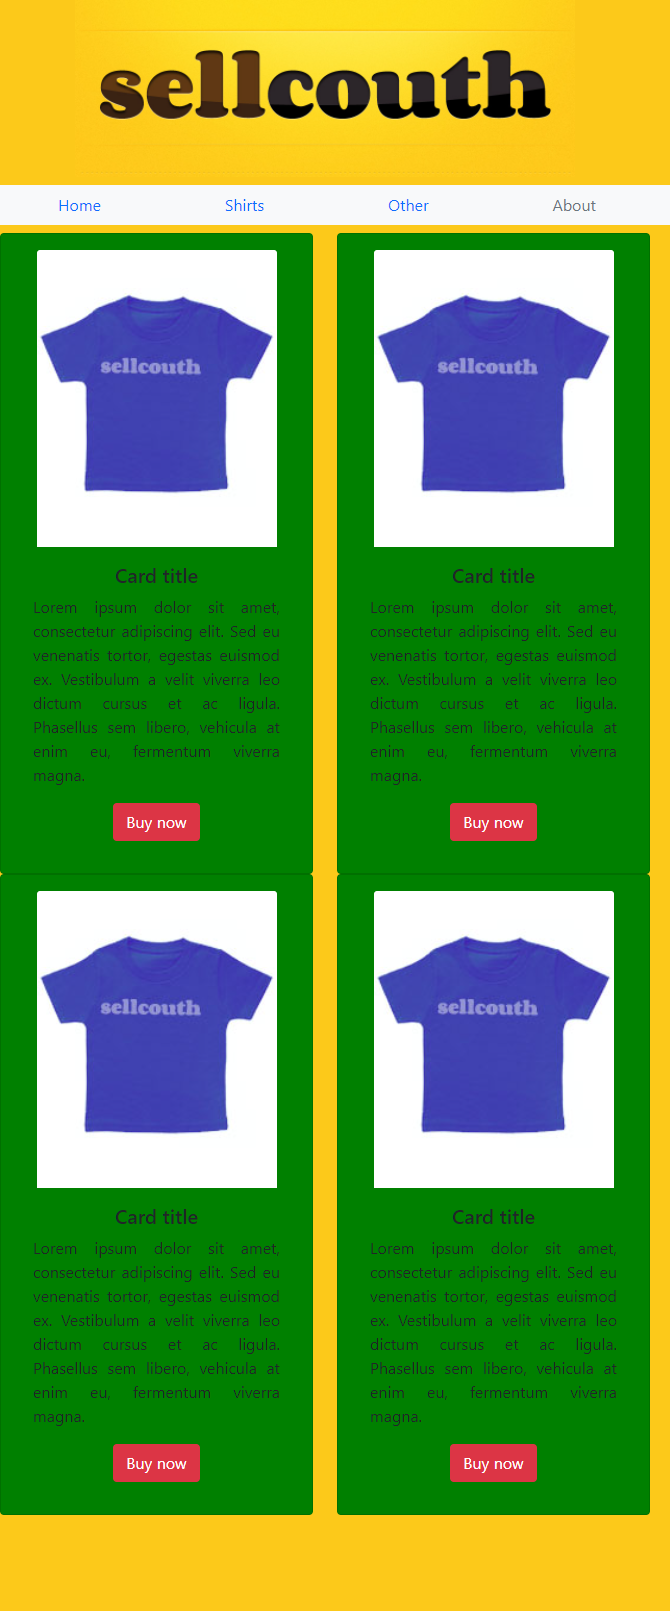 sellcouth
Home Shirts Other About
sellcouth
Card title
Lorem ipsum dolor sit amet,
consectetur adipiscing elit. Sed eu
venenatis tortor, egestas euismod
ex. Vestibulum a velit viverra leo
dictum cursus et ac ligula.
Phasellus sem libero, vehicula at
enim eu, fermentum viverra
magna.
Buy now
sellcouth
Card title
Lorem ipsum dolor sit amet,
consectetur adipiscing elit. Sed eu
venenatis tortor, egestas euismod
ex. Vestibulum a velit viverra leo
dictum cursus et ac ligula.
Phasellus sem libero, vehicula at
enim eu, fermentum viverra
magna.
Buy now
sellcouth
Card title
Lorem ipsum dolor sit amet,
consectetur adipiscing elit. Sed eu
venenatis tortor, egestas euismod
ex. Vestibulum a velit viverra leo
dictum cursus et ac ligula.
Phasellus sem libero, vehicula at
enim eu, fermentum viverra
magna.
Buy now
sellcouth
Card title
Lorem ipsum dolor sit amet,
consectetur adipiscing elit. Sed eu
venenatis tortor, egestas euismod
ex. Vestibulum a velit viverra leo
dictum cursus et ac ligula.
Phasellus sem libero, vehicula at
enim eu, fermentum viverra
magna.
Buy now